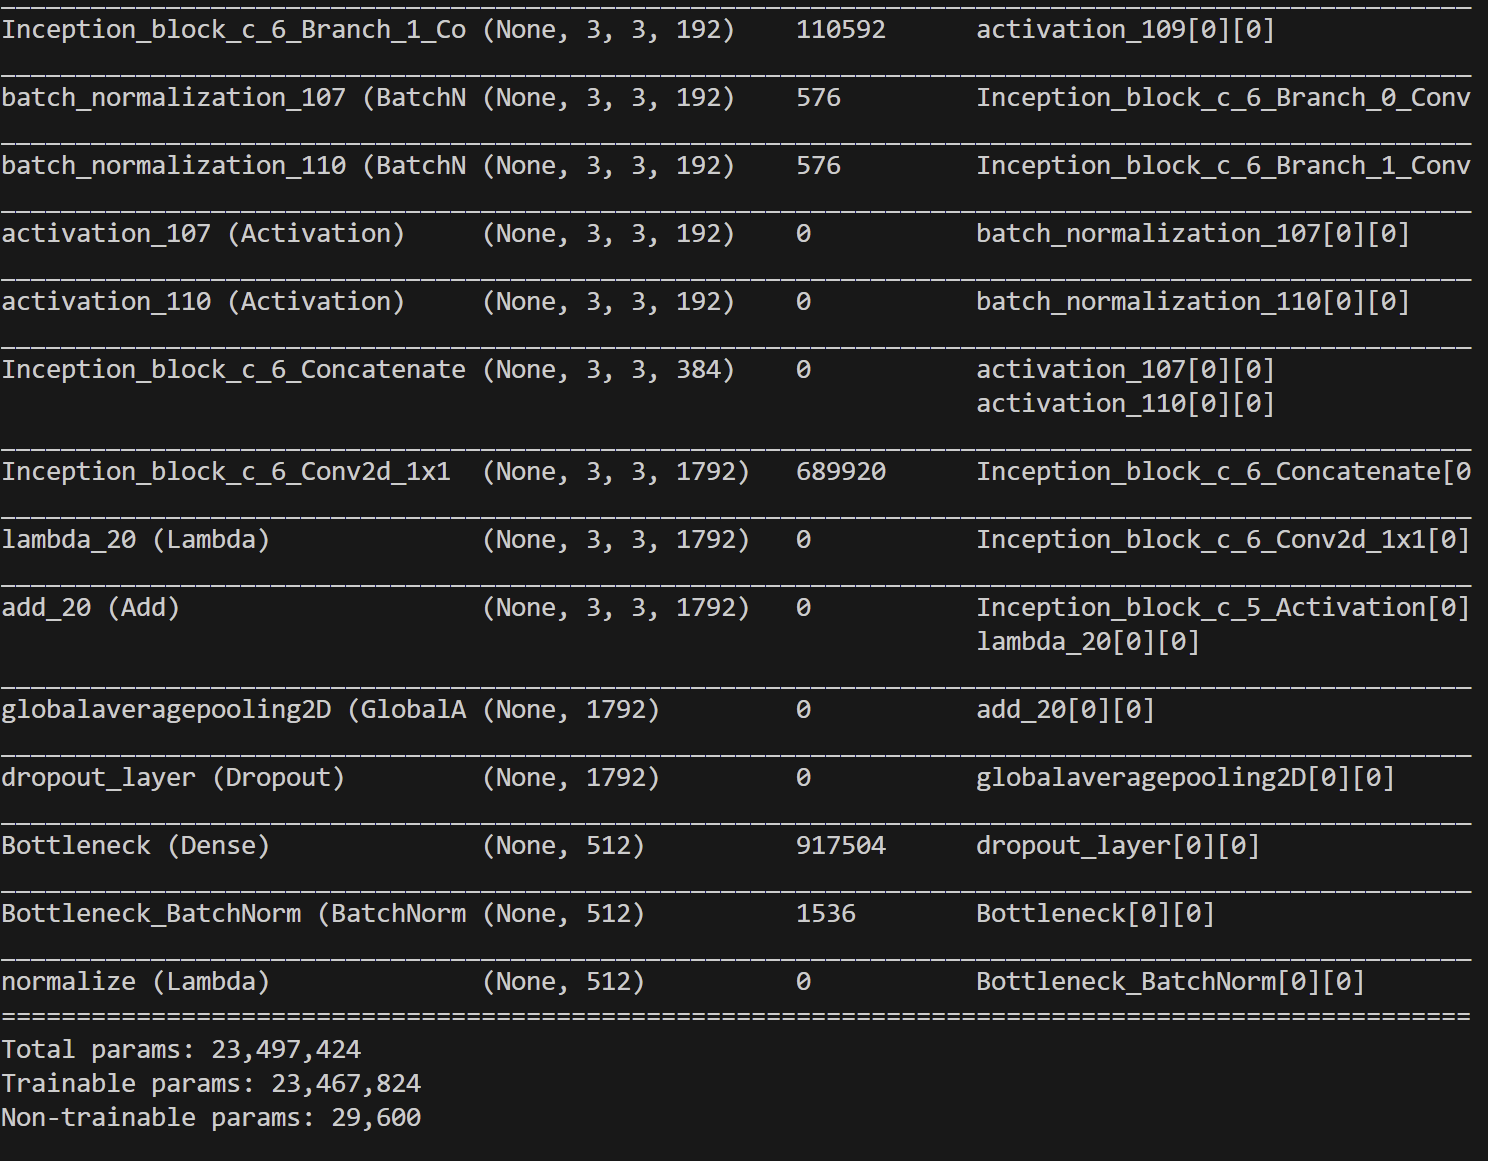 Inception_block_c_6_Branch_1_Co (None, 3, 3, 192)    110592      activation_109[0][0]
batch_normalization_107 (BatchN (None, 3, 3, 192)    576         Inception_block_c_6_Branch_0_Conv
batch_normalization_110 (BatchN (None, 3, 3, 192)    576         Inception_block_c_6_Branch_1_Conv
activation_107 (Activation)     (None, 3, 3, 192)    0           batch_normalization_107[0][0]
activation_110 (Activation)     (None, 3, 3, 192)    0           batch_normalization_110[0][0]
Inception_block_c_6_Concatenate (None, 3, 3, 384)    0           activation_107[0][0]
activation_110[0][0]
Inception_block_c_6_Conv2d_1x1  (None, 3, 3, 1792)   689920      Inception_block_c_6_Concatenate[0
lambda_20 (Lambda)              (None, 3, 3, 1792)   0           Inception_block_c_6_Conv2d_1x1[0]
add_20 (Add)                    (None, 3, 3, 1792)   0           Inception_block_c_5_Activation[0]
lambda_20[0][0]
globalaveragepooling2D (GlobalA (None, 1792)         0           add_20[0][0]
dropout_layer (Dropout)         (None, 1792)         0           globalaveragepooling2D[0][0]
Bottleneck (Dense)              (None, 512)          917504      dropout_layer[0][0]
Bottleneck_BatchNorm (BatchNorm (None, 512)          1536        Bottleneck[0][0]
normalize (Lambda)              (None, 512)          0           Bottleneck_BatchNorm[0][0]
Total params: 23,497,424
Trainable params: 23,467,824
Non-trainable params: 29,600